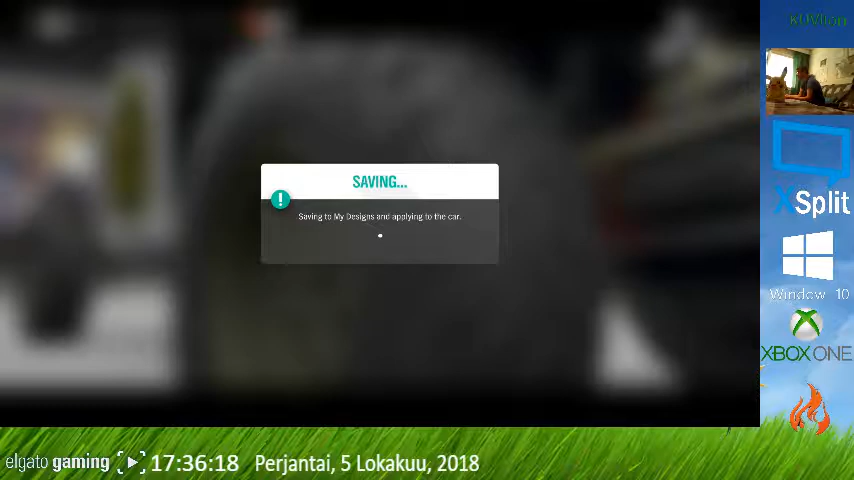 KUVIlon
SAVING...
!
Saving to My Designs and applying to the car.
XSplit
Window 10
XBOX ONE
elgato gaming
17:36:18
Perjantai, 5 Lokakuu, 2018